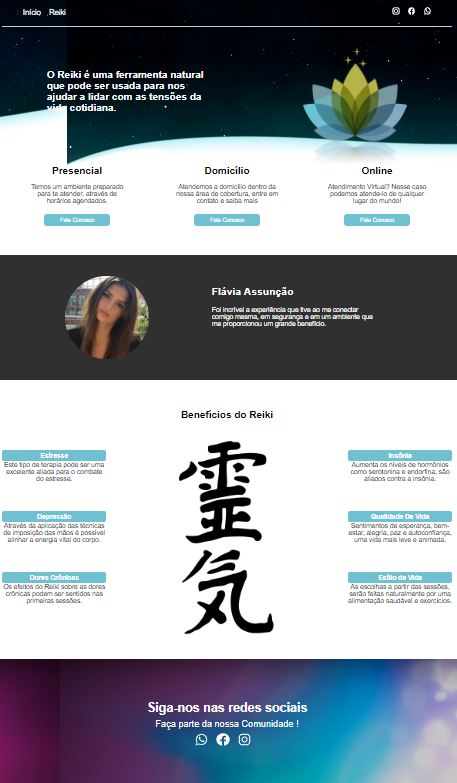 Início Reiki
O Reiki é uma ferramenta natural
que pode ser usada para nos
ajudar a lidar com as tensões da
vida cotidiana.
Presencial
Temos um ambiente preparado
para te atender, através de
horários agendados.
Fale Conosco
Domicílio
Atendemos a domicílio dentro da
nossa área de cobertura, entre em
contato e saiba mais
Fale Conosco
Online
Atendimento Virtual? Nesse caso
podemos atende-lo de qualquer
lugar do mundo!
Fale Conosco
Flávia Assunção
Foi incrível a experiência que tive ao me conectar
comigo mesma, em segurança e em um ambiente que
me proporcionou um grande benefício.
Benefícios do Reiki
Estresse
Este tipo de terapia pode ser uma
excelente aliada para o combate
do estresse.
Depressão
Através da aplicação das técnicas
de imposição das mãos é possível
alinhar a energia vital do corpo.
Dores Crônicas
Os efeitos do Reiki sobre as dores
crônicas podem ser sentidos nas
primeiras sessões.
靈
気
Insônia
Aumenta os níveis de hormônios
como serotonina e endorfina, são
aliados contra a insônia.
Qualidade De Vida
Sentimentos de esperança, bem-
estar, alegria, paz e autoconfiança,
uma vida mais leve e animada.
Estilo de Vida
As escolhas a partir das sessões,
serão feitas naturalmente por uma
alimentação saudável e exercícios.
Siga-nos nas redes sociais
Faça parte da nossa Comunidade !